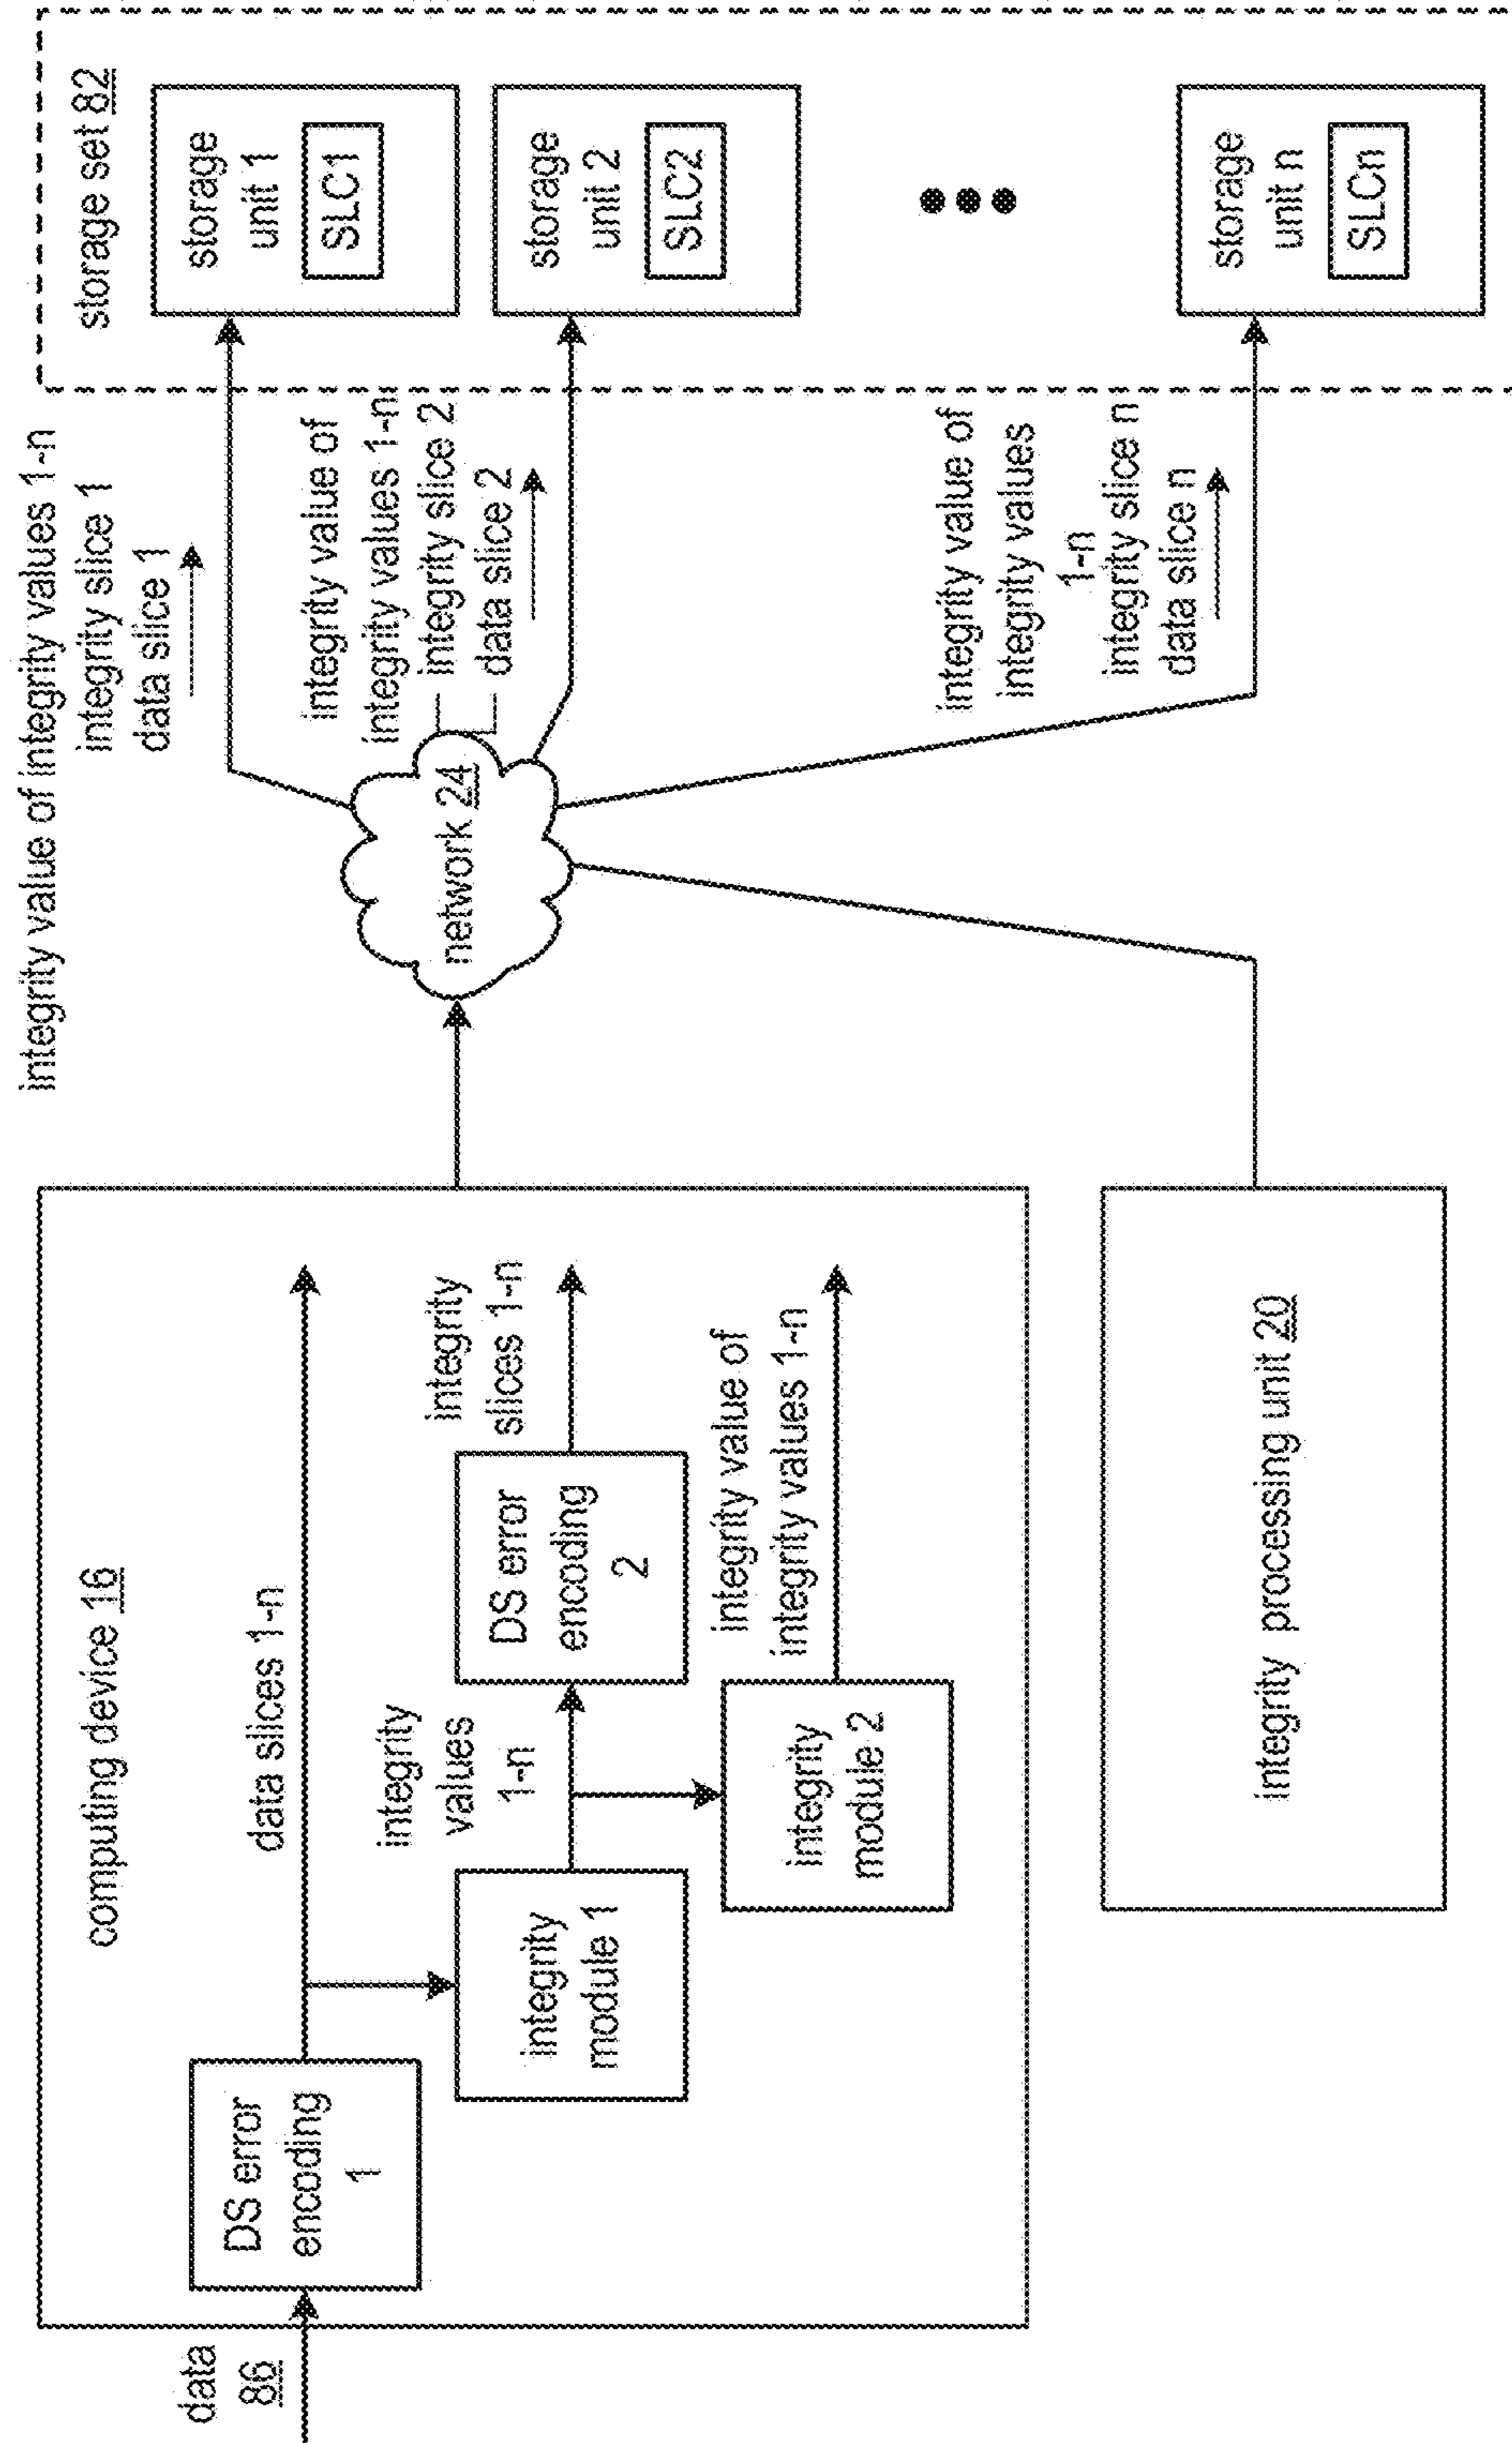 data
86
computing device 16
DS error
encoding
1
data slices 1-n
integrity
module 1
integrity
values
1-n
DS error
encoding
2
integrity
slices 1-n
integrity
module 2
integrity value of
integrity values 1-n
integrity processing unit 20
network 24
integrity value of integrity values 1-n
integrity slice 1
data slice 1
integrity value of
integrity values 1-n
integrity slice 2
data slice 2
integrity value of
integrity values
1-n
integrity slice n
data slice n
storage set 82
storage
unit 1
SLC1
storage
unit 2
SLC2
storage
unit n
SLCn